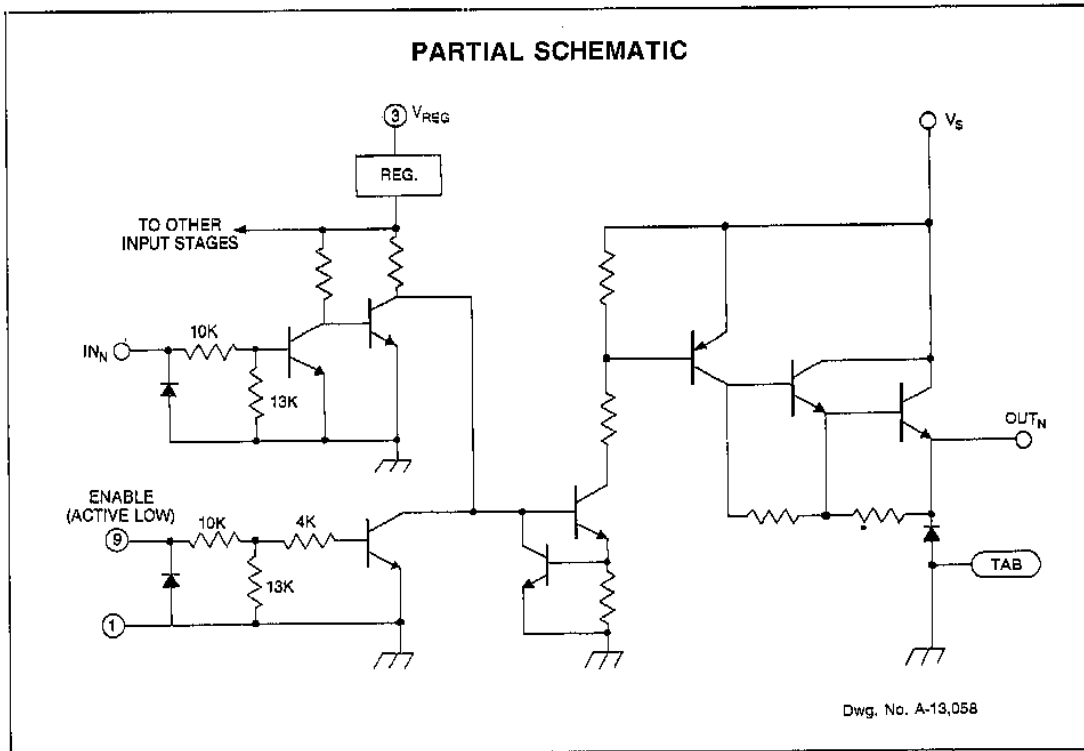 PARTIAL SCHEMATIC
3 VREG
VS
REG.
TO OTHER
INPUT STAGES
10K
INN
13K
OUTN
ENABLE
(ACTIVE LOW)
10K
4K
9
13K
TAB
1
Dwg. No. A-13,058